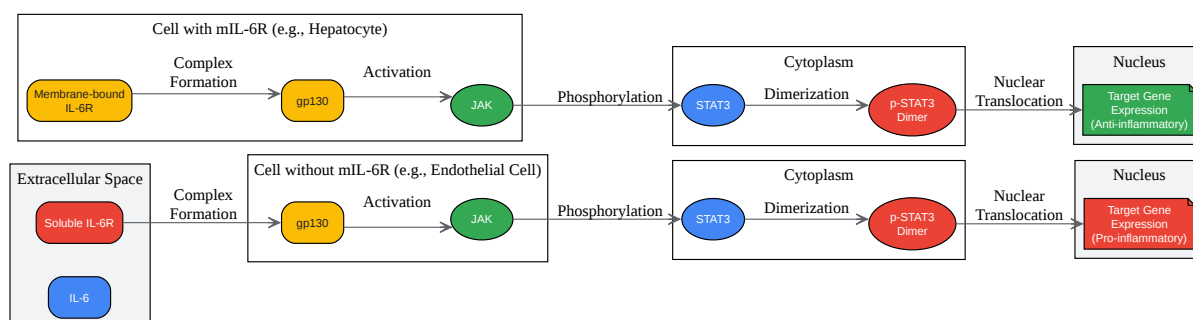 Cell with mIL-6R (e.g., Hepatocyte)
Membrane-bound
IL-6R
Complex
Formation
gp130
Activation
JAK
Phosphorylation
Cytoplasm
STAT3
Dimerization
p-STAT3
Dimer
Nuclear
Translocation
Nucleus
Target Gene
Expression
(Anti-inflammatory)
Extracellular Space
Soluble IL-6R
IL-6
Complex
Formation
Cell without mIL-6R (e.g., Endothelial Cell)
gp130
Activation
JAK
Phosphorylation
Cytoplasm
STAT3
Dimerization
p-STAT3
Dimer
Nuclear
Translocation
Nucleus
Target Gene
Expression
(Pro-inflammatory)